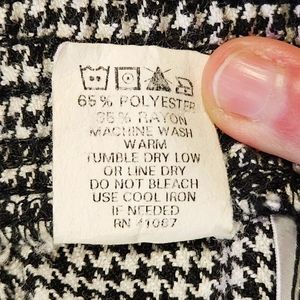 65% POLYESTER
35% RAYON
MACHINE WASH
WARM
TUMBLE DRY LOW
OR LINE DRY
DO NOT BLEACH
USE COOL IRON
IF NEEDED
RN 41087